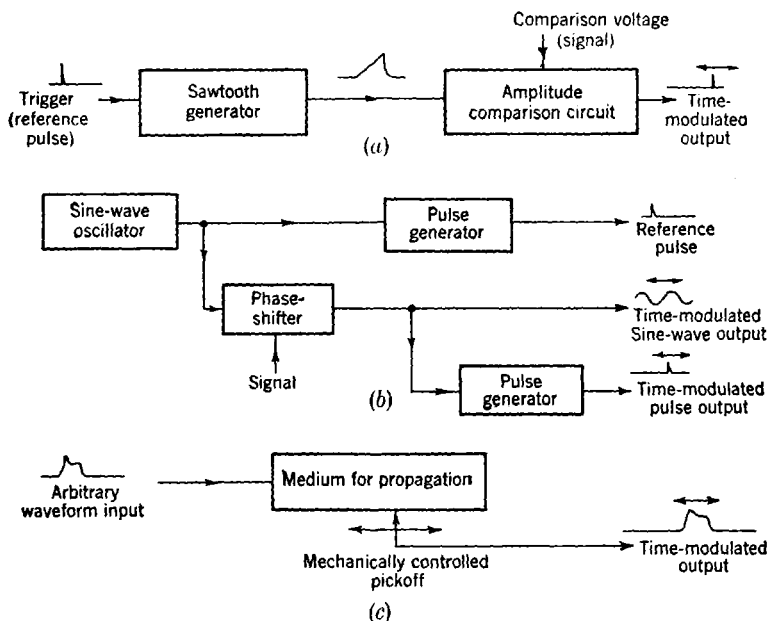 Comparison voltage
(signal)
Trigger
(reference
pulse)
Sawtooth
generator
Amplitude
comparison circuit
Time-
modulated
output
(a)
Sine-wave
oscillator
Pulse
generator
Reference
pulse
Phase-
shifter
Time-modulated
Sine-wave output
Signal
Pulse
generator
Time-modulated
pulse output
(b)
Arbitrary
waveform input
Medium for propagation
Mechanically controlled
pickoff
Time-modulated
output
(c)